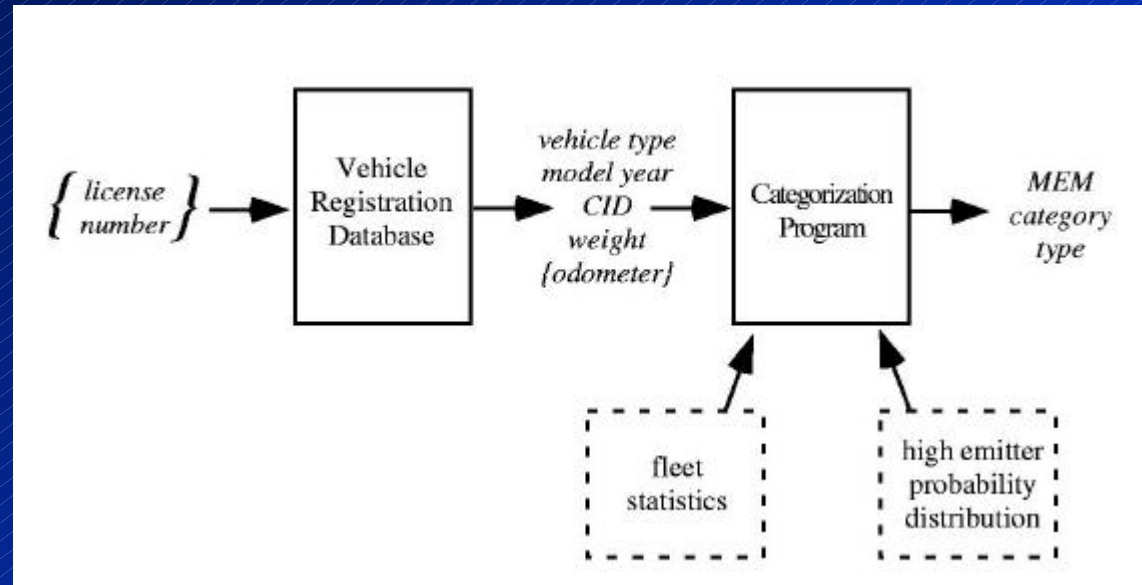 { license
number }
Vehicle
Registration
Database
vehicle type
model year
CID
weight
{odometer}
Categorization
Program
MEM
category
type
fleet
statistics
high emitter
probability
distribution